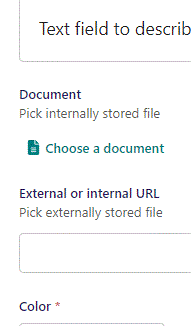 Text field to describ
Document
Pick internally stored file
Choose a document
External or internal URL
Pick externally stored file
Color *